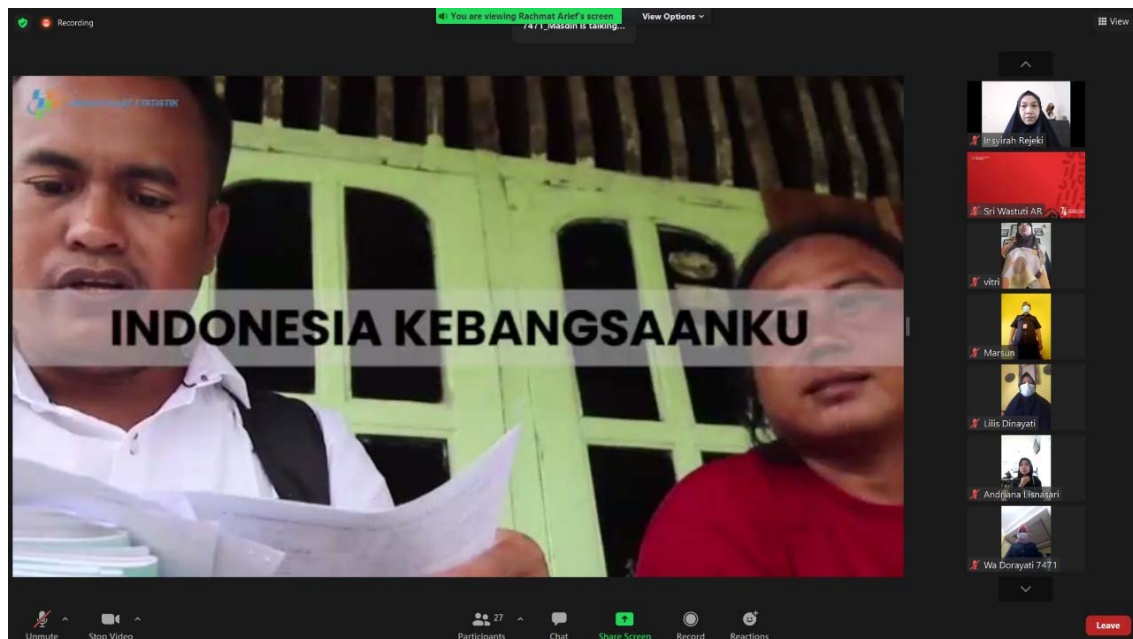 Recording
You are viewing Rachmat Arief's screen
View Options
7471_Masdin is talking...
View
INDONESIA KEBANGSAANKU
Insyirah Rejeki
Sri Wastuti AR
vitri
Marsun
Lilis Dinayati
Andriana Lisnasari
Wa Dorayati 7471
Unmute
Stop Video
27
Participants
Chat
Share Screen
Record
Reactions
Leave